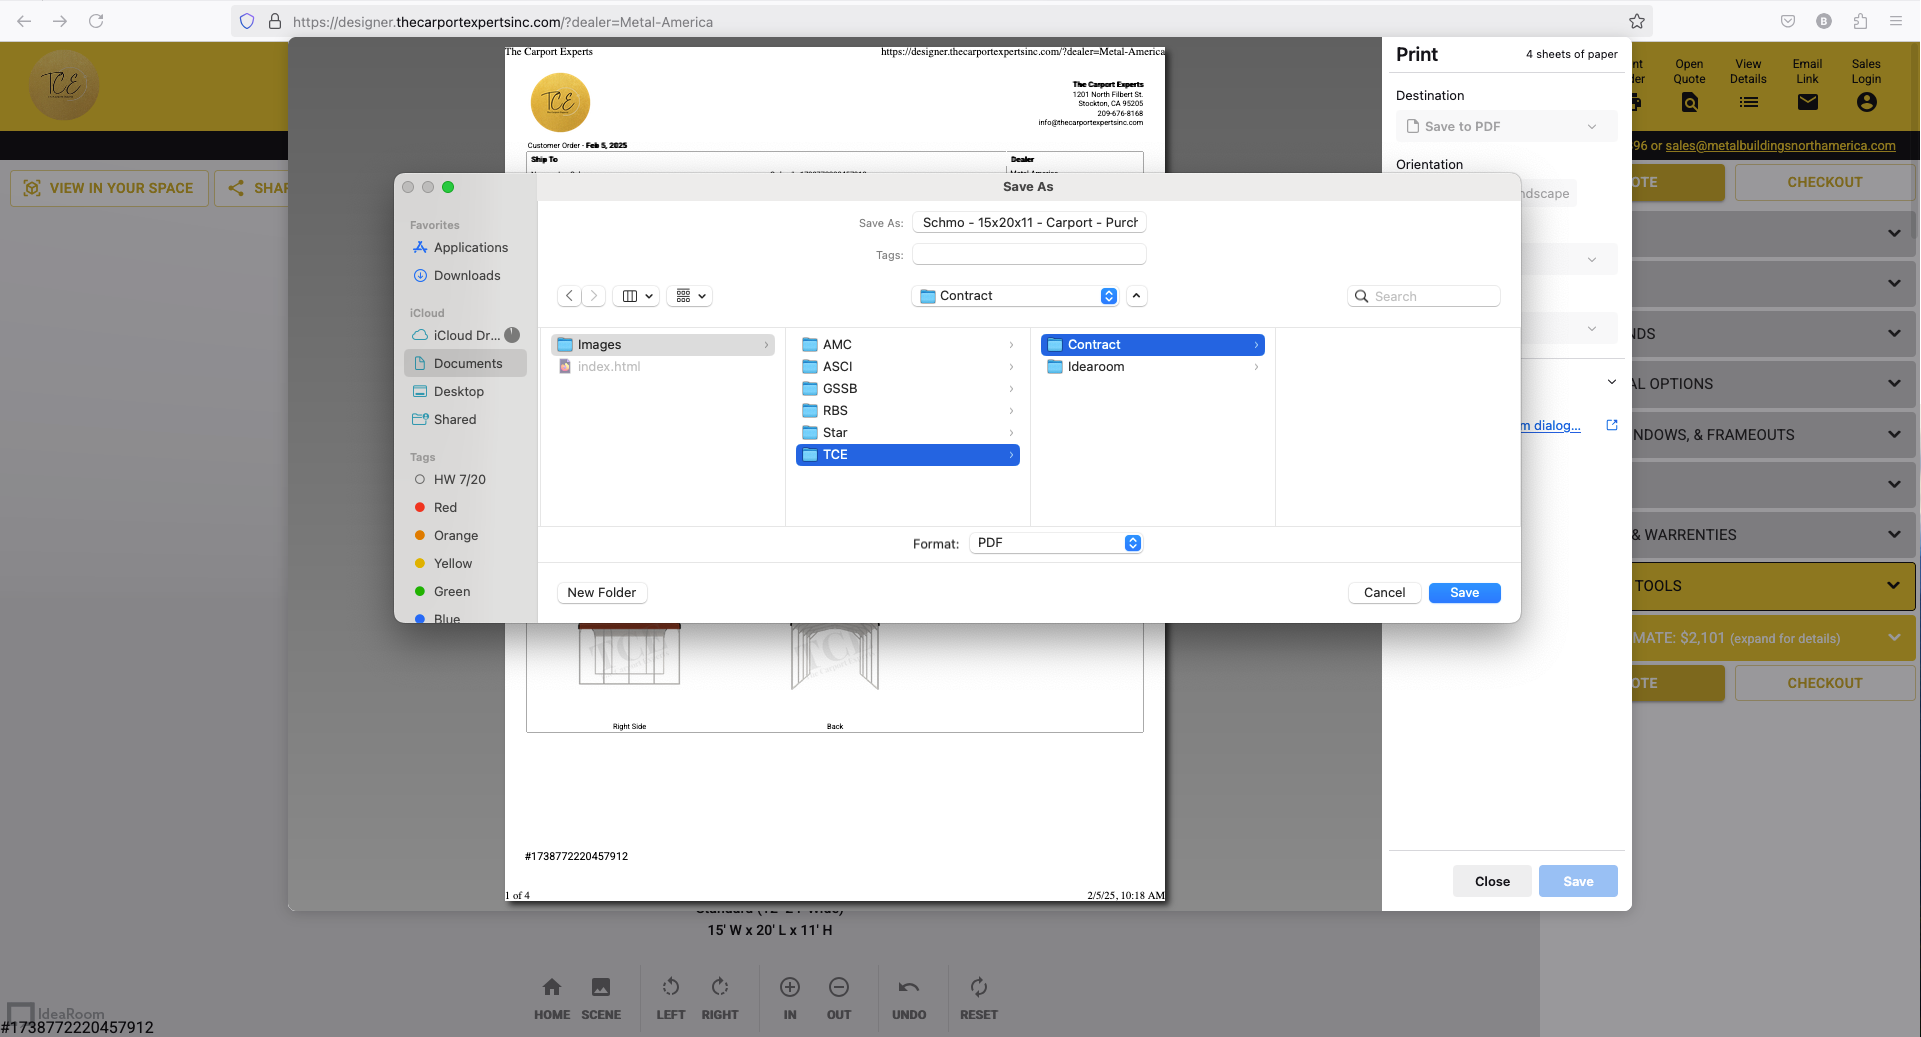 https://designer.thecarportexpertsinc.com/?dealer=Metal-America
B
TCE
Open Quote
View Details
Email Link
Sales Login
96 or sales@metalbuildingsnorthamerica.com
VIEW IN YOUR SPACE
SHAR
The Carport Experts
https://designer.thecarportexpertsinc.com/?dealer=Metal-America
TCE
The Carport Experts
1201 North Filbert St.
Stockton, CA 95205
209-676-8168
info@thecarportexpertsinc.com
Customer Order - Feb 5, 2025
Ship To
Dealer
Print
4 sheets of paper
Destination
Save to PDF
Orientation
ndscape
m dialog...
Close
Save
Save As
Save As:
Schmo - 15x20x11 - Carport - Purch
Tags:
Contract
Search
Favorites
Applications
Downloads
iCloud
iCloud Dr...
Documents
Desktop
Shared
Tags
HW 7/20
Red
Orange
Yellow
Green
Blue
Images
index.html
AMC
ASCI
GSSB
RBS
Star
TCE
Contract
Idearoom
Format:
PDF
New Folder
Cancel
Save
Right Side
Back
#1738772220457912
1 of 4
2/5/25, 10:18 AM
OTE
CHECKOUT
NDS
AL OPTIONS
NDOWS, & FRAMEOUTS
& WARRENTIES
TOOLS
MATE: $2,101 (expand for details)
OTE
CHECKOUT
15' W x 20' L x 11' H
HOME
SCENE
LEFT
RIGHT
IN
OUT
UNDO
RESET
IdeaRoom
#1738772220457912